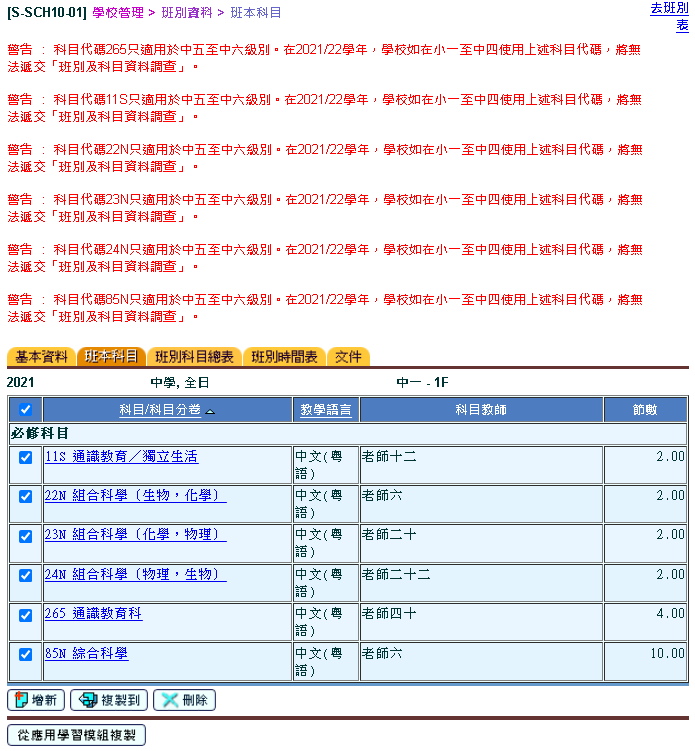 [S-SCH10-01] 學校管理 > 班別資料 > 班本科目
去班別
表
警告 ： 科目代碼265只適用於中五至中六級別。在2021/22學年，學校如在小一至中四使用上述科目代碼，將無
法遞交「班別及科目資料調查」。
警告 ： 科目代碼11S只適用於中五至中六級別。在2021/22學年，學校如在小一至中四使用上述科目代碼，將無
法遞交「班別及科目資料調查」。
警告 ： 科目代碼22N只適用於中五至中六級別。在2021/22學年，學校如在小一至中四使用上述科目代碼，將無
法遞交「班別及科目資料調查」。
警告 ： 科目代碼23N只適用於中五至中六級別。在2021/22學年，學校如在小一至中四使用上述科目代碼，將無
法遞交「班別及科目資料調查」。
警告 ： 科目代碼24N只適用於中五至中六級別。在2021/22學年，學校如在小一至中四使用上述科目代碼，將無
法遞交「班別及科目資料調查」。
警告 ： 科目代碼85N只適用於中五至中六級別。在2021/22學年，學校如在小一至中四使用上述科目代碼，將無
法遞交「班別及科目資料調查」。
基本資料 班本科目 班別科目總表 班別時間表 文件
2021 中學, 全日 中一 - 1F
科目/科目分卷 教學語言 科目教師 節數
必修科目
11S 通識教育／獨立生活 中文(粵 老師十二 2.00
語)
22N 組合科學〔生物，化學〕 中文(粵 老師六 2.00
語)
23N 組合科學〔化學，物理〕 中文(粵 老師二十 2.00
語)
24N 組合科學〔物理，生物〕 中文(粵 老師二十二 2.00
語)
265 通識教育科 中文(粵 老師四十 4.00
語)
85N 綜合科學 中文(粵 老師六 10.00
語)
增新 複製到 刪除
從應用學習模組複製